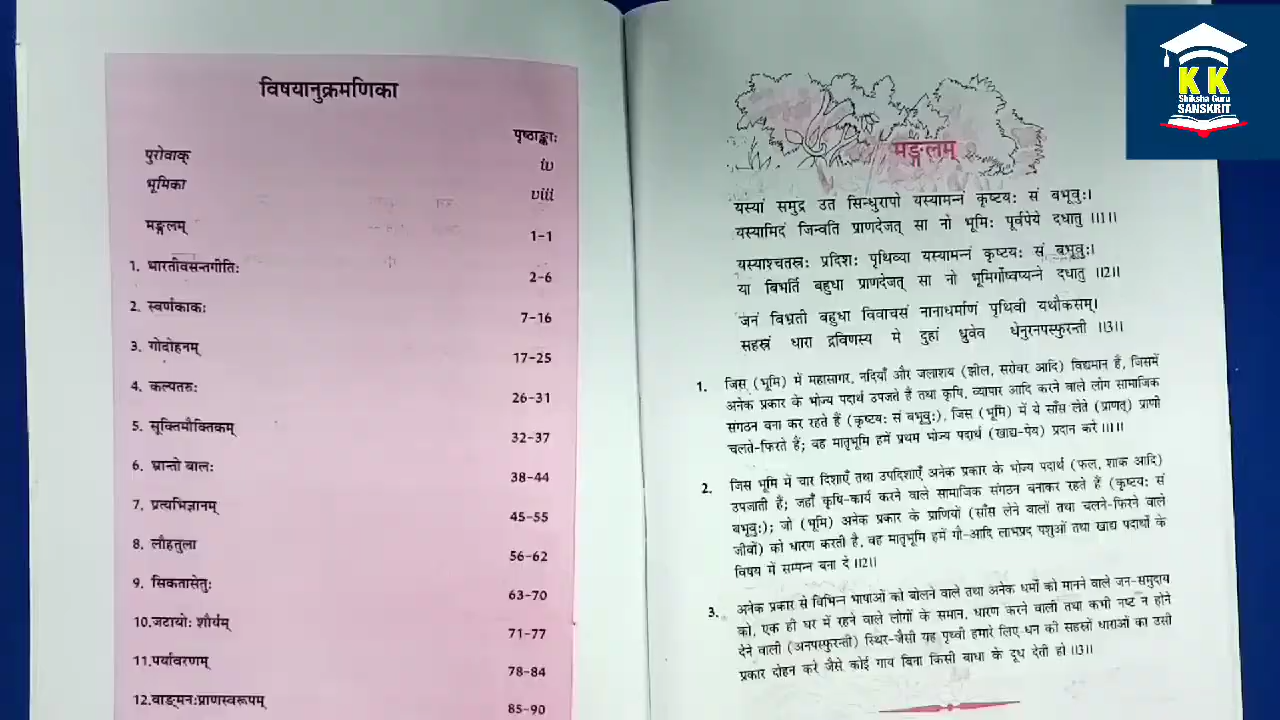 विषयानुक्रमणिका
पृष्ठाङ्काः
पुरोवाक् iv
भूमिका viii
मङ्गलम् 1-1
1. भारतीवसन्तगीतिः 2-6
2. स्वर्णकाकः 7-16
3. गोदोहनम् 17-25
4. कल्पतरुः 26-31
5. सूक्तिमौक्तिकम् 32-37
6. भ्रान्तो बालः 38-44
7. प्रत्यभिज्ञानम् 45-55
8. लौहतुला 56-62
9. सिकतासेतुः 63-70
10.जटायोः शौर्यम् 71-77
11.पर्यावरणम् 78-84
12.वाङ्मनःप्राणस्वरूपम् 85-90
मङ्गलम्
यस्यां समुद्र उत सिन्धुरापो यस्यामन्नं कृष्टयः सं बभूवुः।
यस्यामिदं जिन्वति प्राणदेजत् सा नो भूमिः पूर्वपेये दधातु ।।1।।
यस्याश्चतस्रः प्रदिशः पृथिव्या यस्यामन्नं कृष्टयः सं बभूवुः।
या बिभर्ति बहुधा प्राणदेजत् सा नो भूमिर्गोष्वप्यन्ने दधातु ।।2।।
जनं बिभ्रती बहुधा विवाचसं नानाधर्माणं पृथिवी यथौकसम्।
सहस्रं धारा द्रविणस्य मे दुहां ध्रुवेव धेनुरनपस्फुरन्ती ।।3।।
1. जिस (भूमि) में महासागर, नदियाँ और जलाशय (झील, सरोवर आदि) विद्यमान हैं, जिसमें
अनेक प्रकार के भोज्य पदार्थ उपजते हैं तथा कृषि, व्यापार आदि करने वाले लोग सामाजिक
संगठन बना कर रहते हैं (कृष्टयः सं बभूवुः), जिस (भूमि) में ये साँस लेते (प्राणत्) प्राणी
चलते-फिरते हैं; वह मातृभूमि हमें प्रथम भोज्य पदार्थ (खाद्य-पेय) प्रदान करे ।।1।।
2. जिस भूमि में चार दिशाएँ तथा उपदिशाएँ अनेक प्रकार के भोज्य पदार्थ (फल, शाक आदि)
उपजाती हैं; जहाँ कृषि-कार्य करने वाले सामाजिक संगठन बनाकर रहते हैं (कृष्टयः सं
बभूवुः); जो (भूमि) अनेक प्रकार के प्राणियों (साँस लेने वालों तथा चलने-फिरने वाले
जीवों) को धारण करती है, वह मातृभूमि हमें गौ-आदि लाभप्रद पशुओं तथा खाद्य पदार्थों के
विषय में सम्पन्न बना दे ।।2।।
3. अनेक प्रकार से विभिन्न भाषाओं को बोलने वाले तथा अनेक धर्मों को मानने वाले जन-समुदाय
को, एक ही घर में रहने वाले लोगों के समान, धारण करने वाली तथा कभी नष्ट न होने
देने वाली (अनपस्फुरन्ती) स्थिर-जैसी यह पृथ्वी हमारे लिए धन की सहस्रों धाराओं का उसी
प्रकार दोहन करे जैसे कोई गाय बिना किसी बाधा के दूध देती हो ।।3।।
K K
Shiksha Guru
SANSKRIT